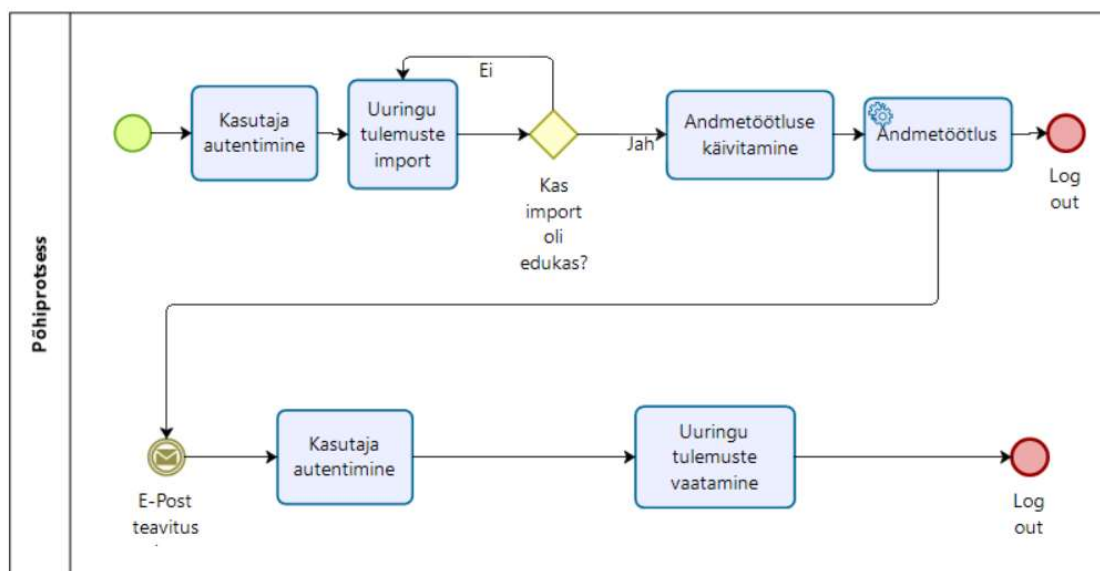 Põhiprotsess
Kasutaja
autentimine
Uuringu
tulemuste
import
Ei
Kas
import
oli
edukas?
Jah
Andmetöötluse
käivitamine
Andmetöötlus
Log
out
E-Post
teavitus
Kasutaja
autentimine
Uuringu
tulemuste
vaatamine
Log
out